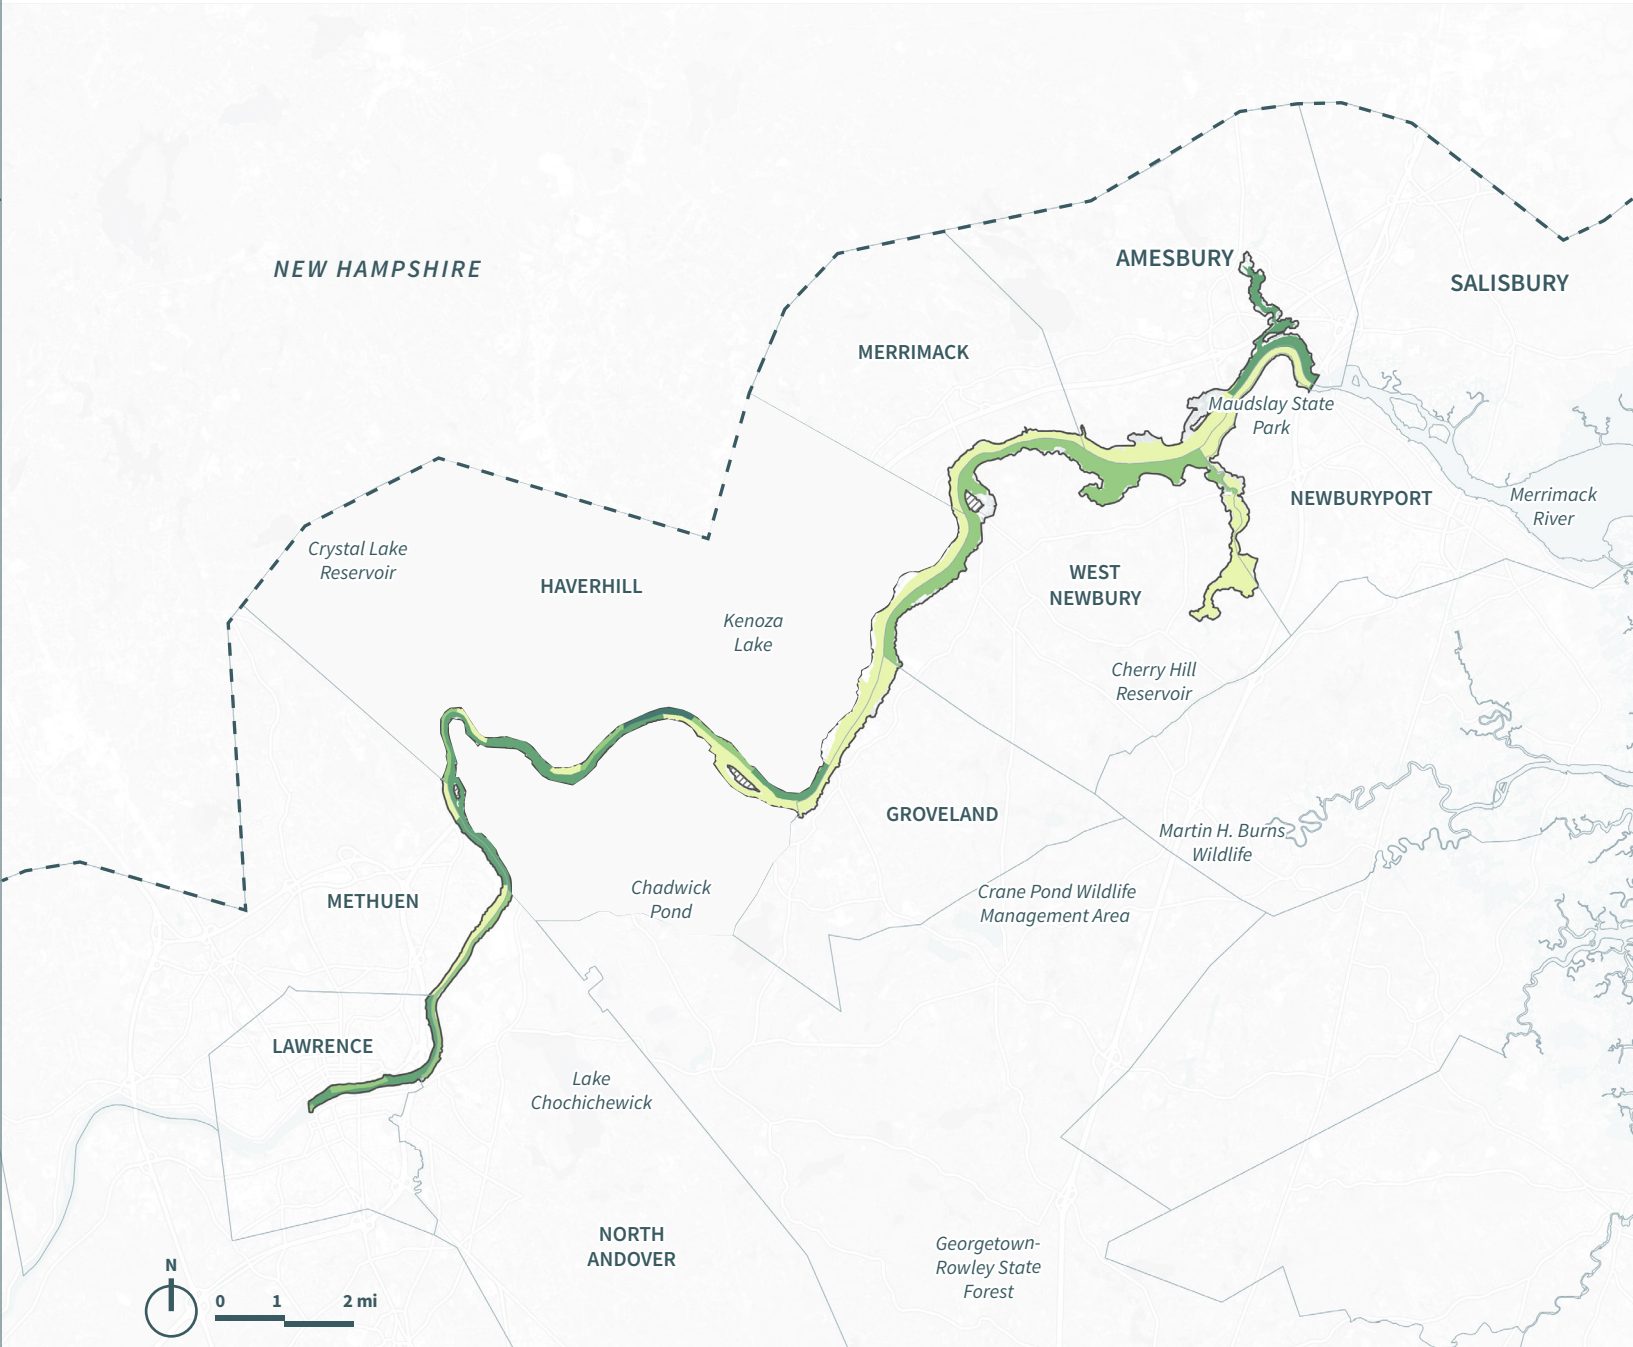 AMESBURY
NEW HAMPSHIRE
SALISBURY
MERRIMACK
Maudslay State
Park
NEWBURYPORT
Merrimack
River
Crystal Lake
Reservoir
HAVERHILL
WEST
NEWBURY
Kenoza
Lake
Cherry Hill
Reservoir
GROVELAND
Martin H. Burns
Wildlife
Chadwick
Pond
Crane Pond Wildlife
Management Area
METHUEN
LAWRENCE
Lake
Chochichewick
NORTH
ANDOVER
Georgetown-
Rowley State
Forest
N
0 1 2 mi